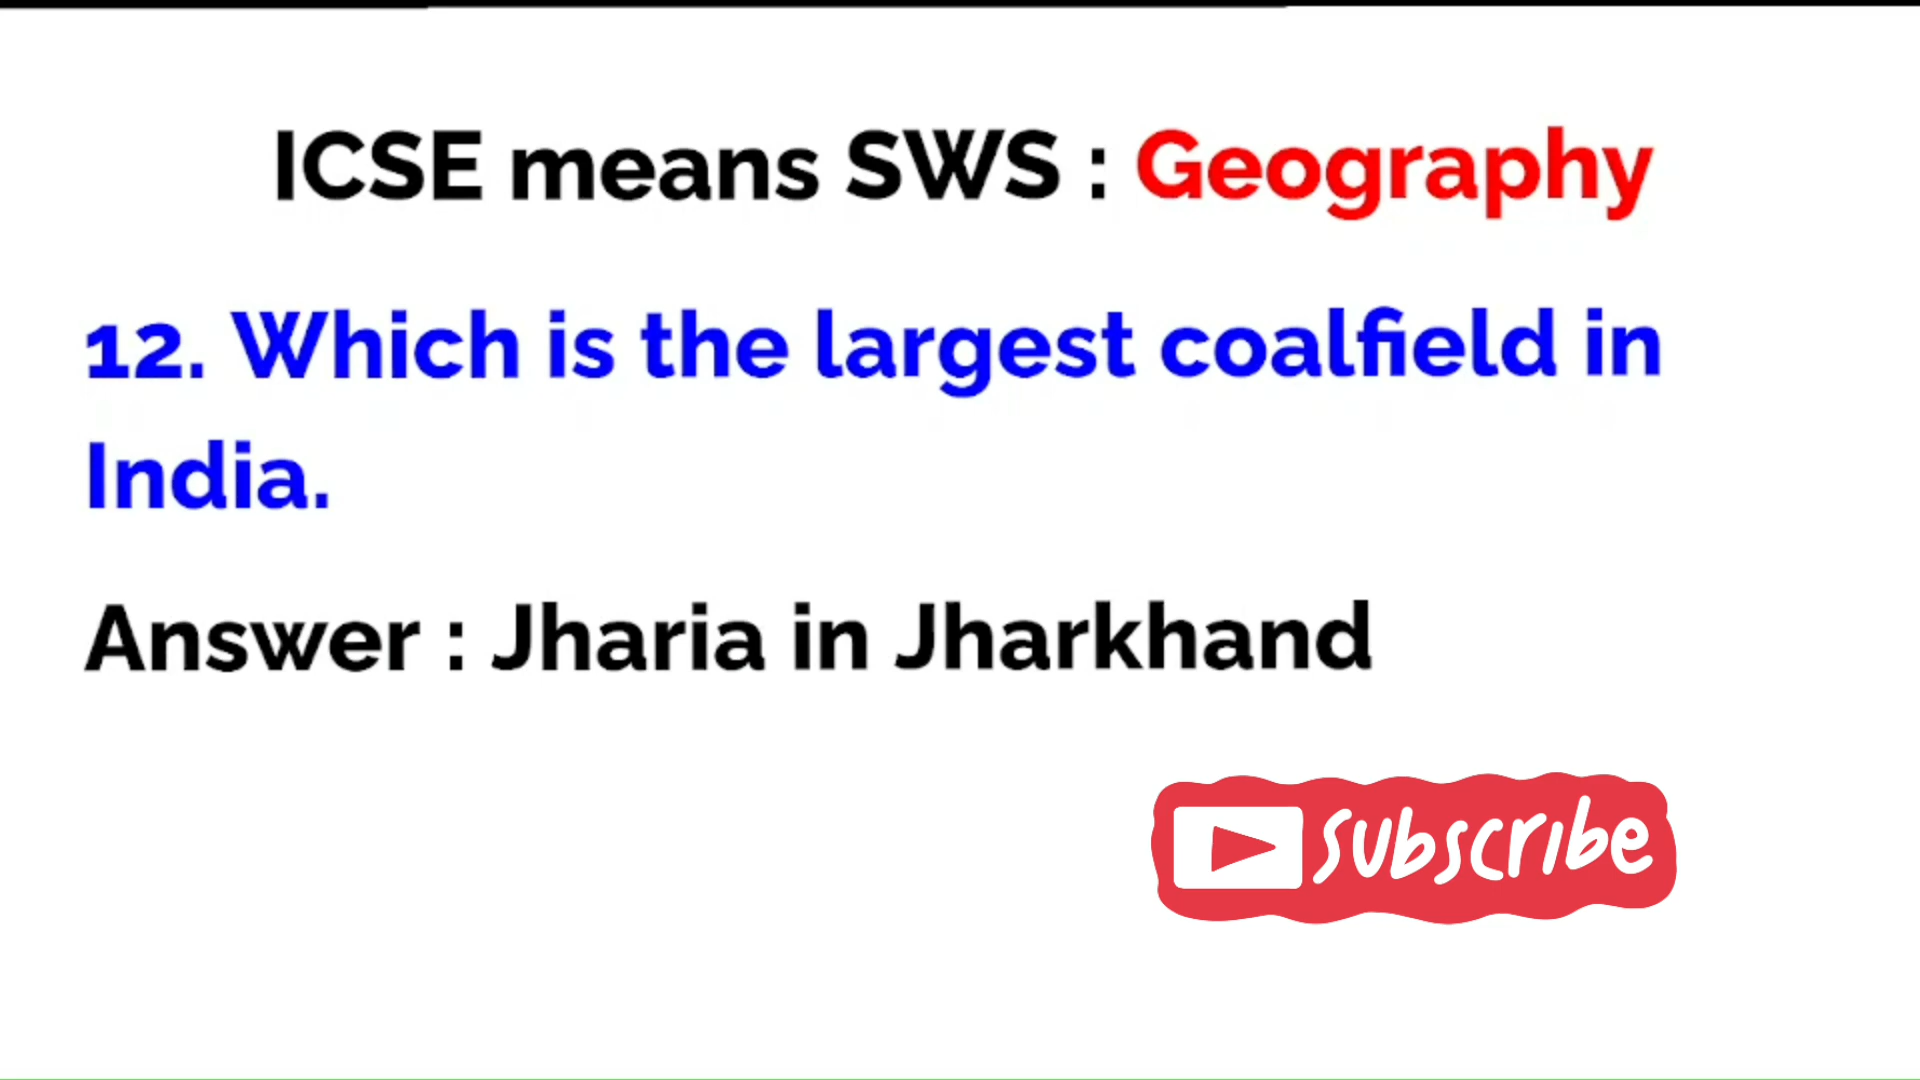 ICSE means SWS : Geography
12. Which is the largest coalfield in
India.
Answer : Jharia in Jharkhand
subscribe